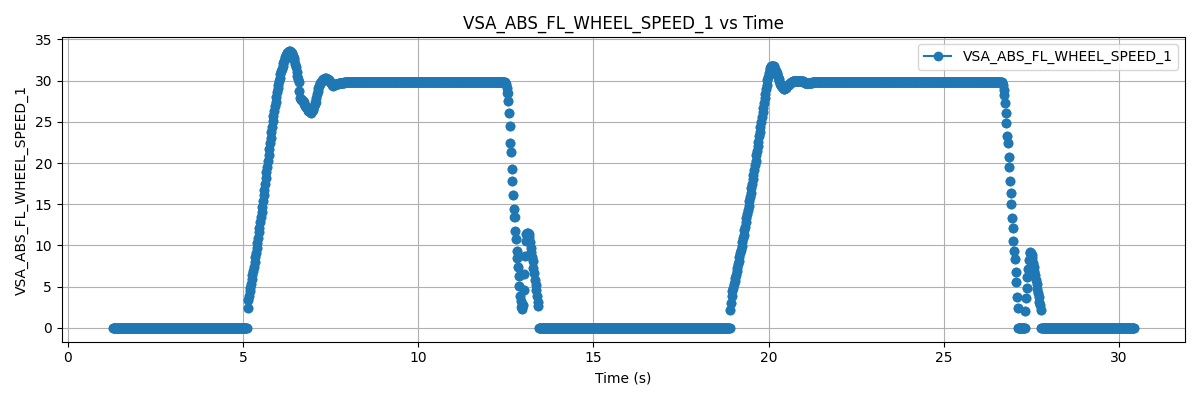 VSA_ABS_FL_WHEEL_SPEED_1 vs Time
VSA_ABS_FL_WHEEL_SPEED_1
VSA_ABS_FL_WHEEL_SPEED_1
35
30
25
20
15
10
5
0
0 5 10 15 20 25 30
Time (s)